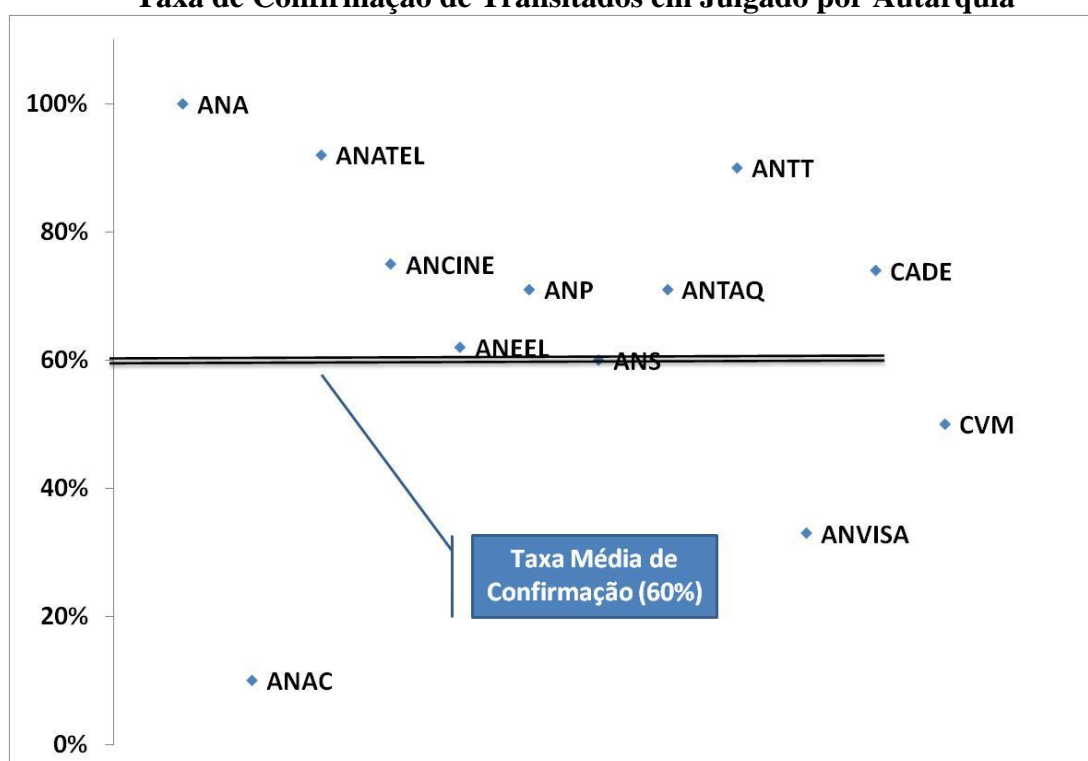 Taxa de Confirmação de Transitados em Julgado por Autarquia
100%
ANA
ANATEL
ANTT
80%
ANCINE
CADE
ANP
ANTAQ
ANEEL
60%
ANS
CVM
40%
ANVISA
Taxa Média de
Confirmação (60%)
20%
ANAC
0%